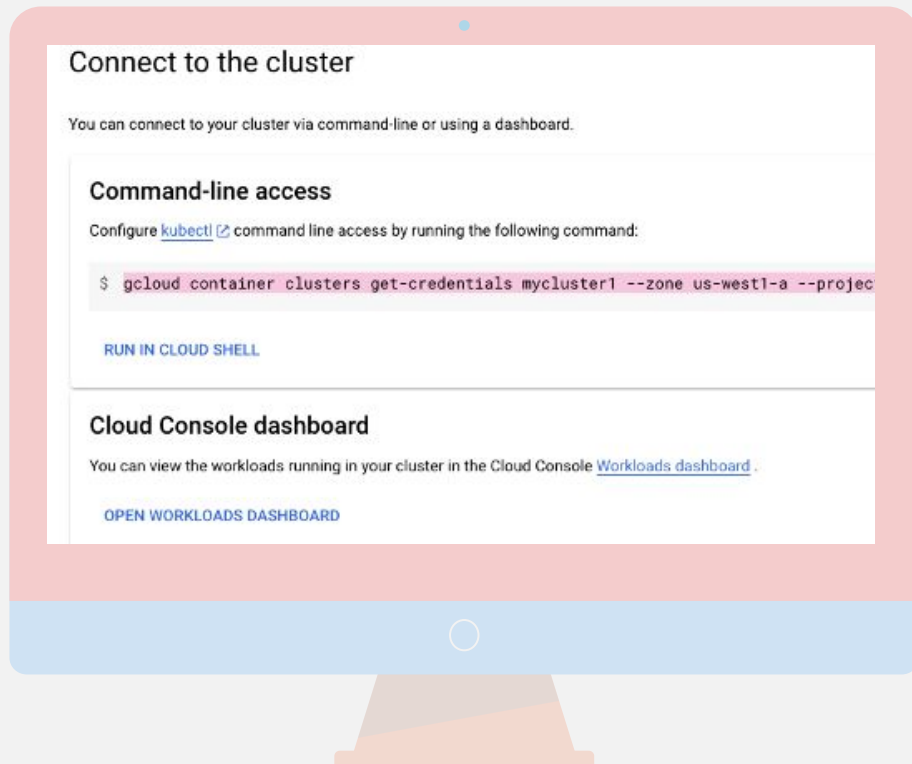 Connect to the cluster
You can connect to your cluster via command-line or using a dashboard.
Command-line access
Configure kubectl command line access by running the following command:
$ gcloud container clusters get-credentials mycluster1 --zone us-west1-a --projec
RUN IN CLOUD SHELL
Cloud Console dashboard
You can view the workloads running in your cluster in the Cloud Console Workloads dashboard .
OPEN WORKLOADS DASHBOARD